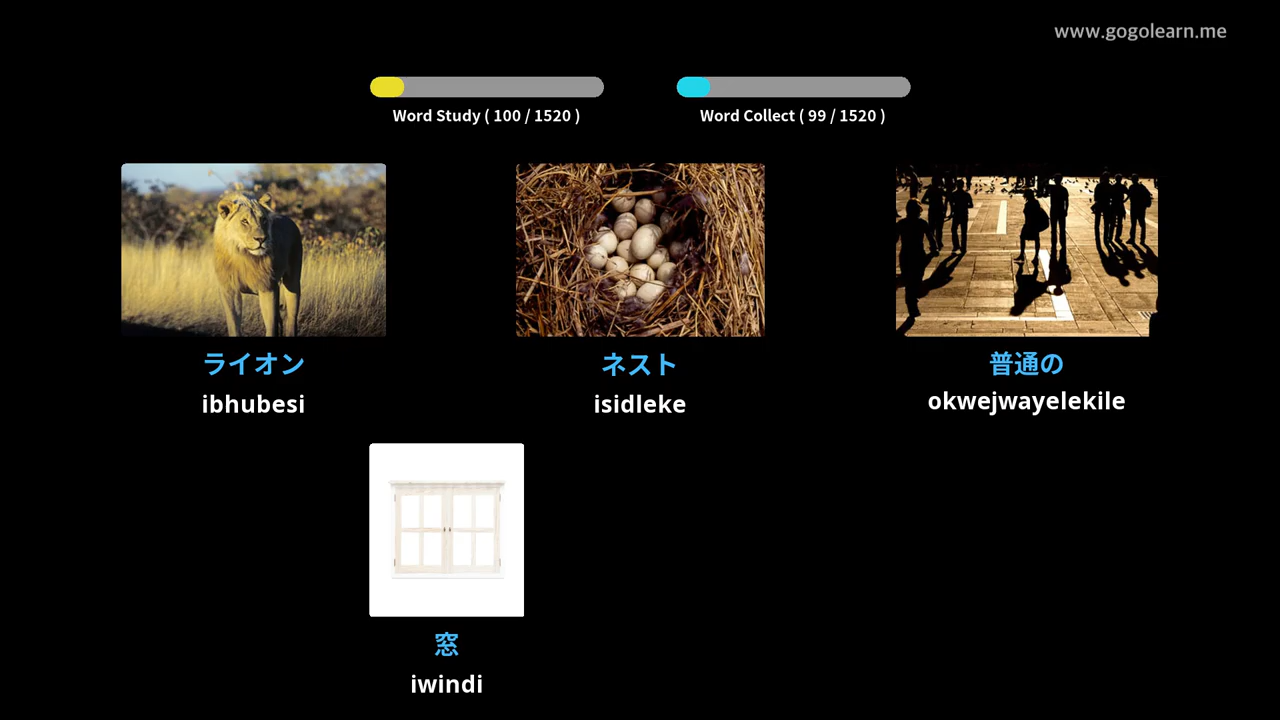 www.gogolearn.me
Word Study ( 100 / 1520 )
Word Collect ( 99 / 1520 )
ライオン
ibhubesi
ネスト
isidleke
普通の
okwejwayelekile
窓
iwindi